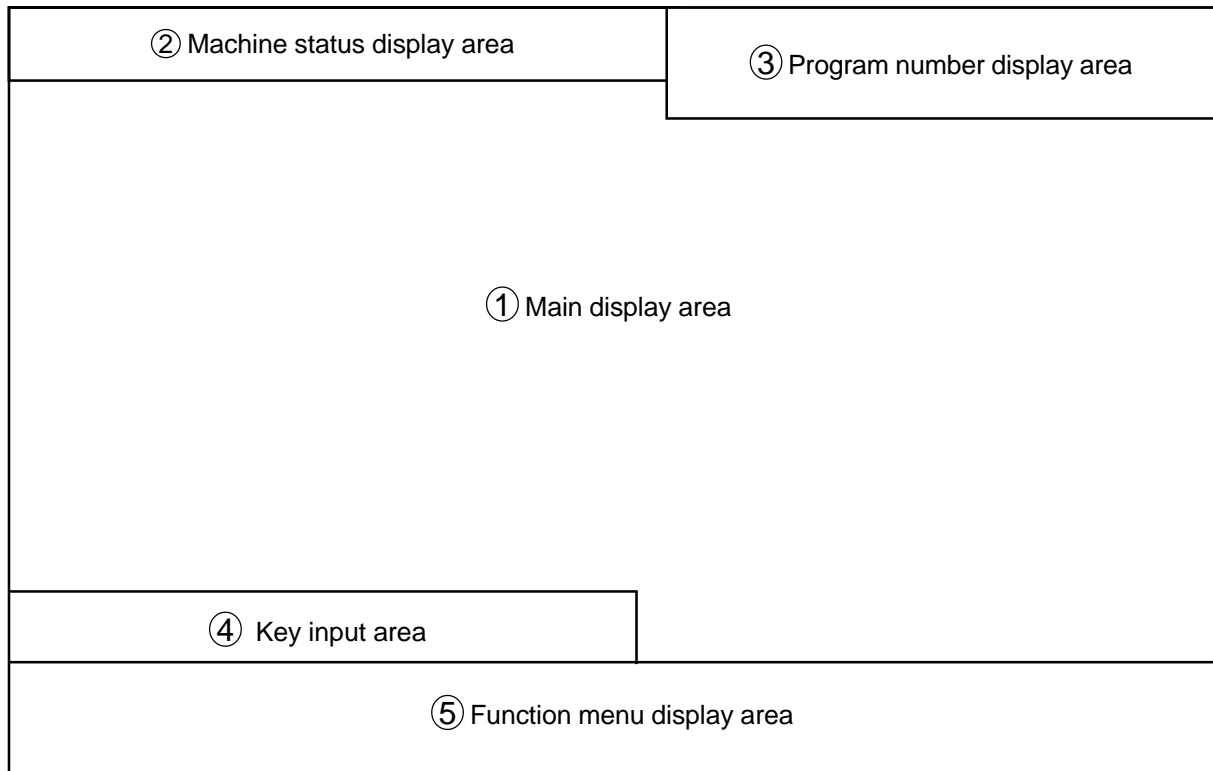 ② Machine status display area
③ Program number display area
① Main display area
④ Key input area
⑤ Function menu display area